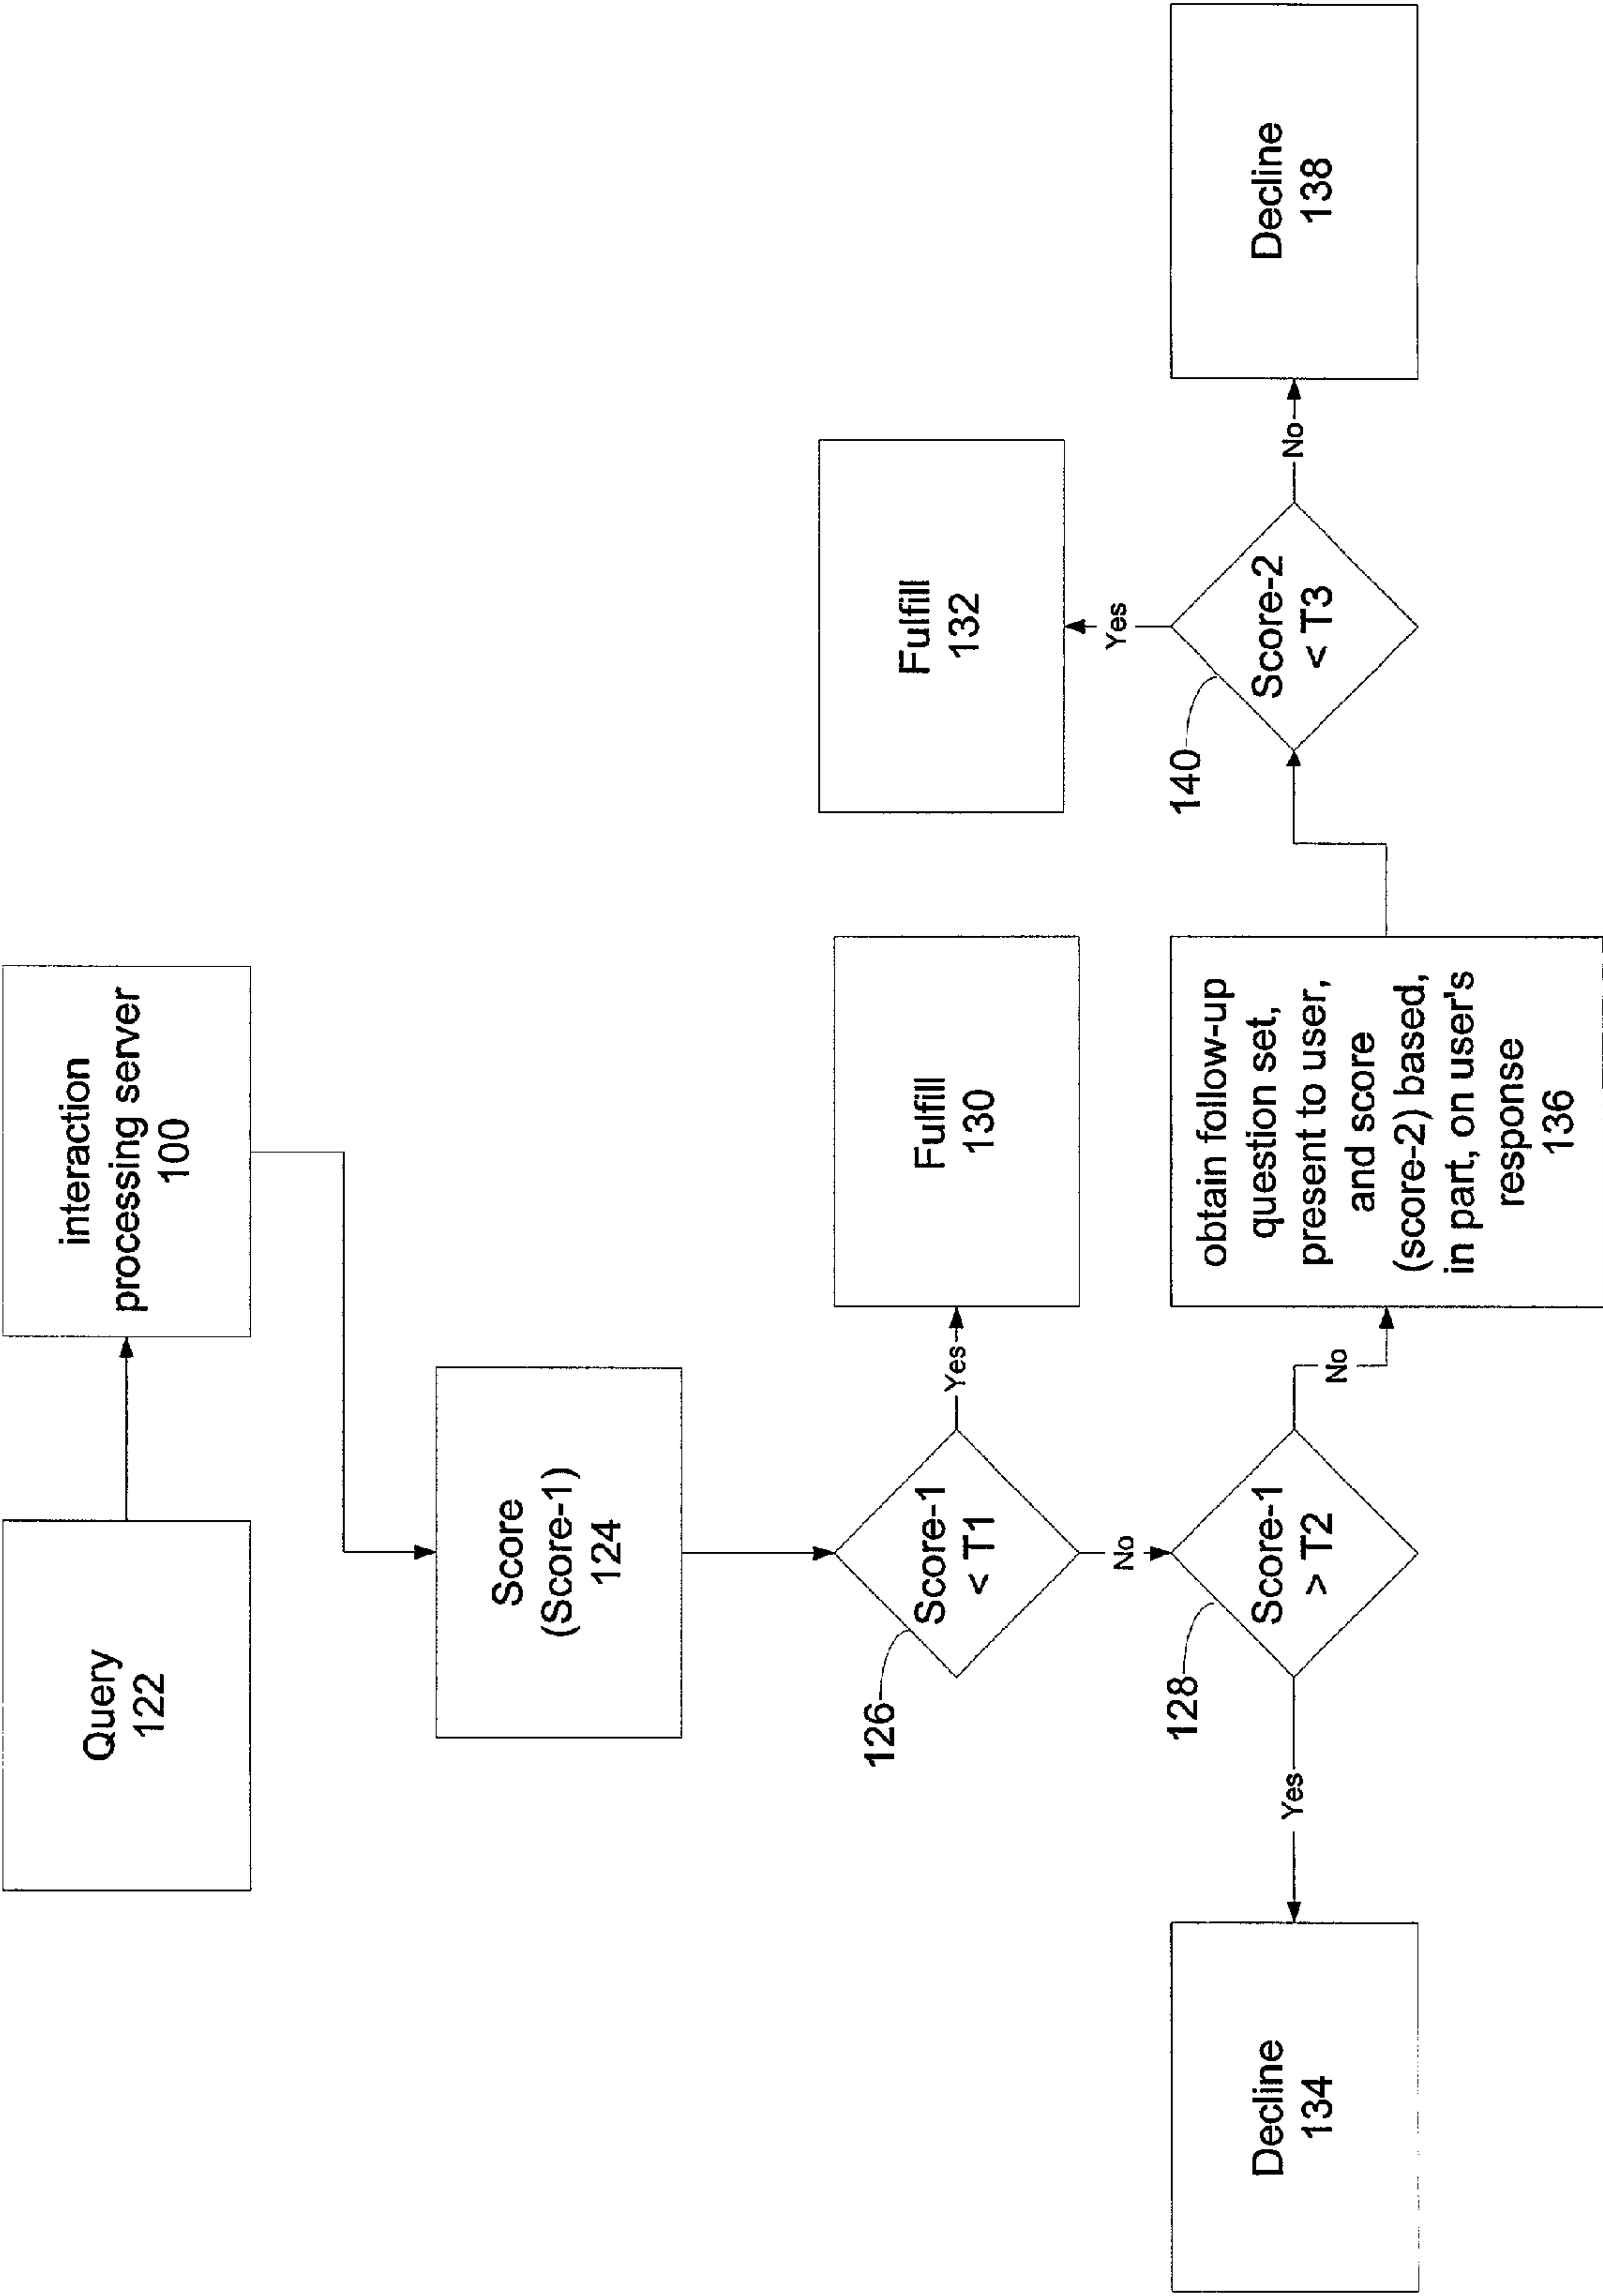 Query
122
interaction
processing server
100
Score
(Score-1)
124
126
Score-1
< T1
Yes
Fulfill
130
No
128
Score-1
> T2
Yes
Decline
134
No
obtain follow-up
question set,
present to user,
and score
(score-2) based,
in part, on user's
response
136
140
Score-2
< T3
Yes
Fulfill
132
No
Decline
138